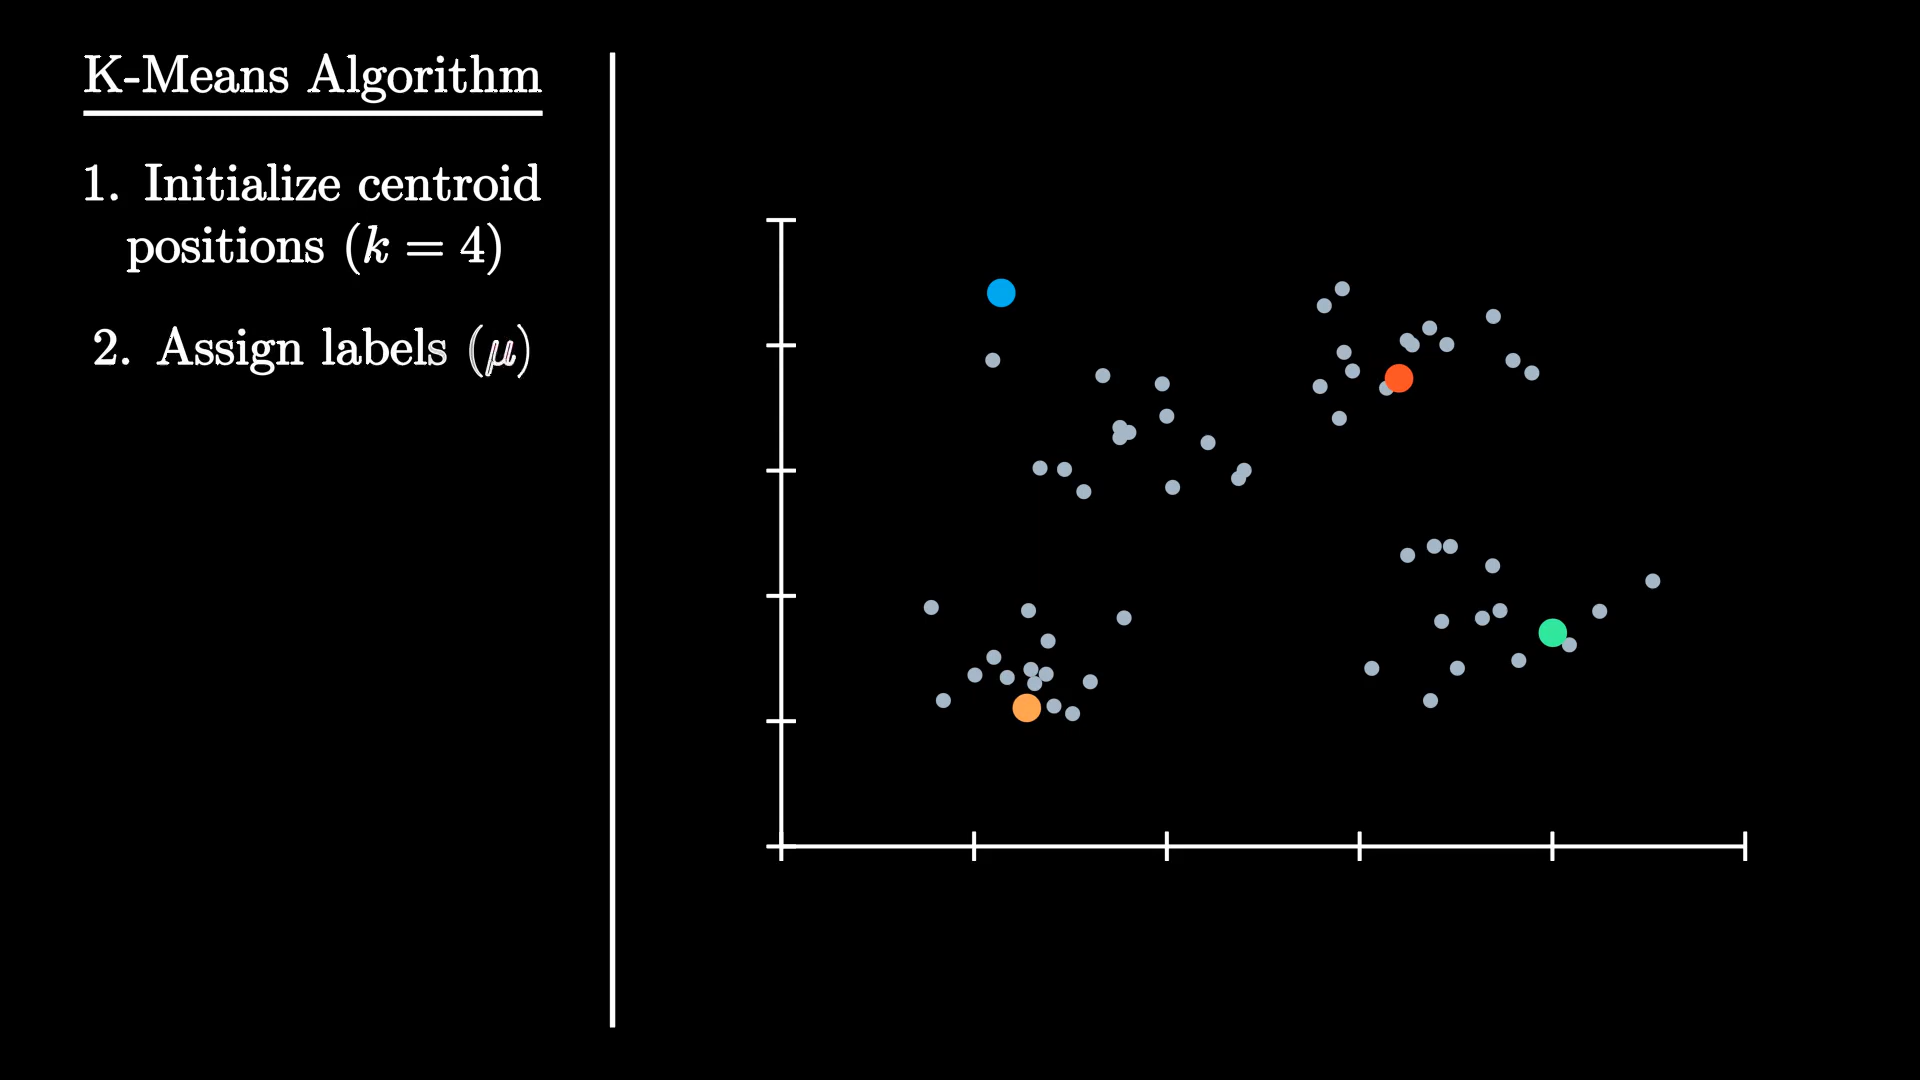 K-Means Algorithm
1. Initialize centroid
positions (k = 4)
2. Assign labels (μ)